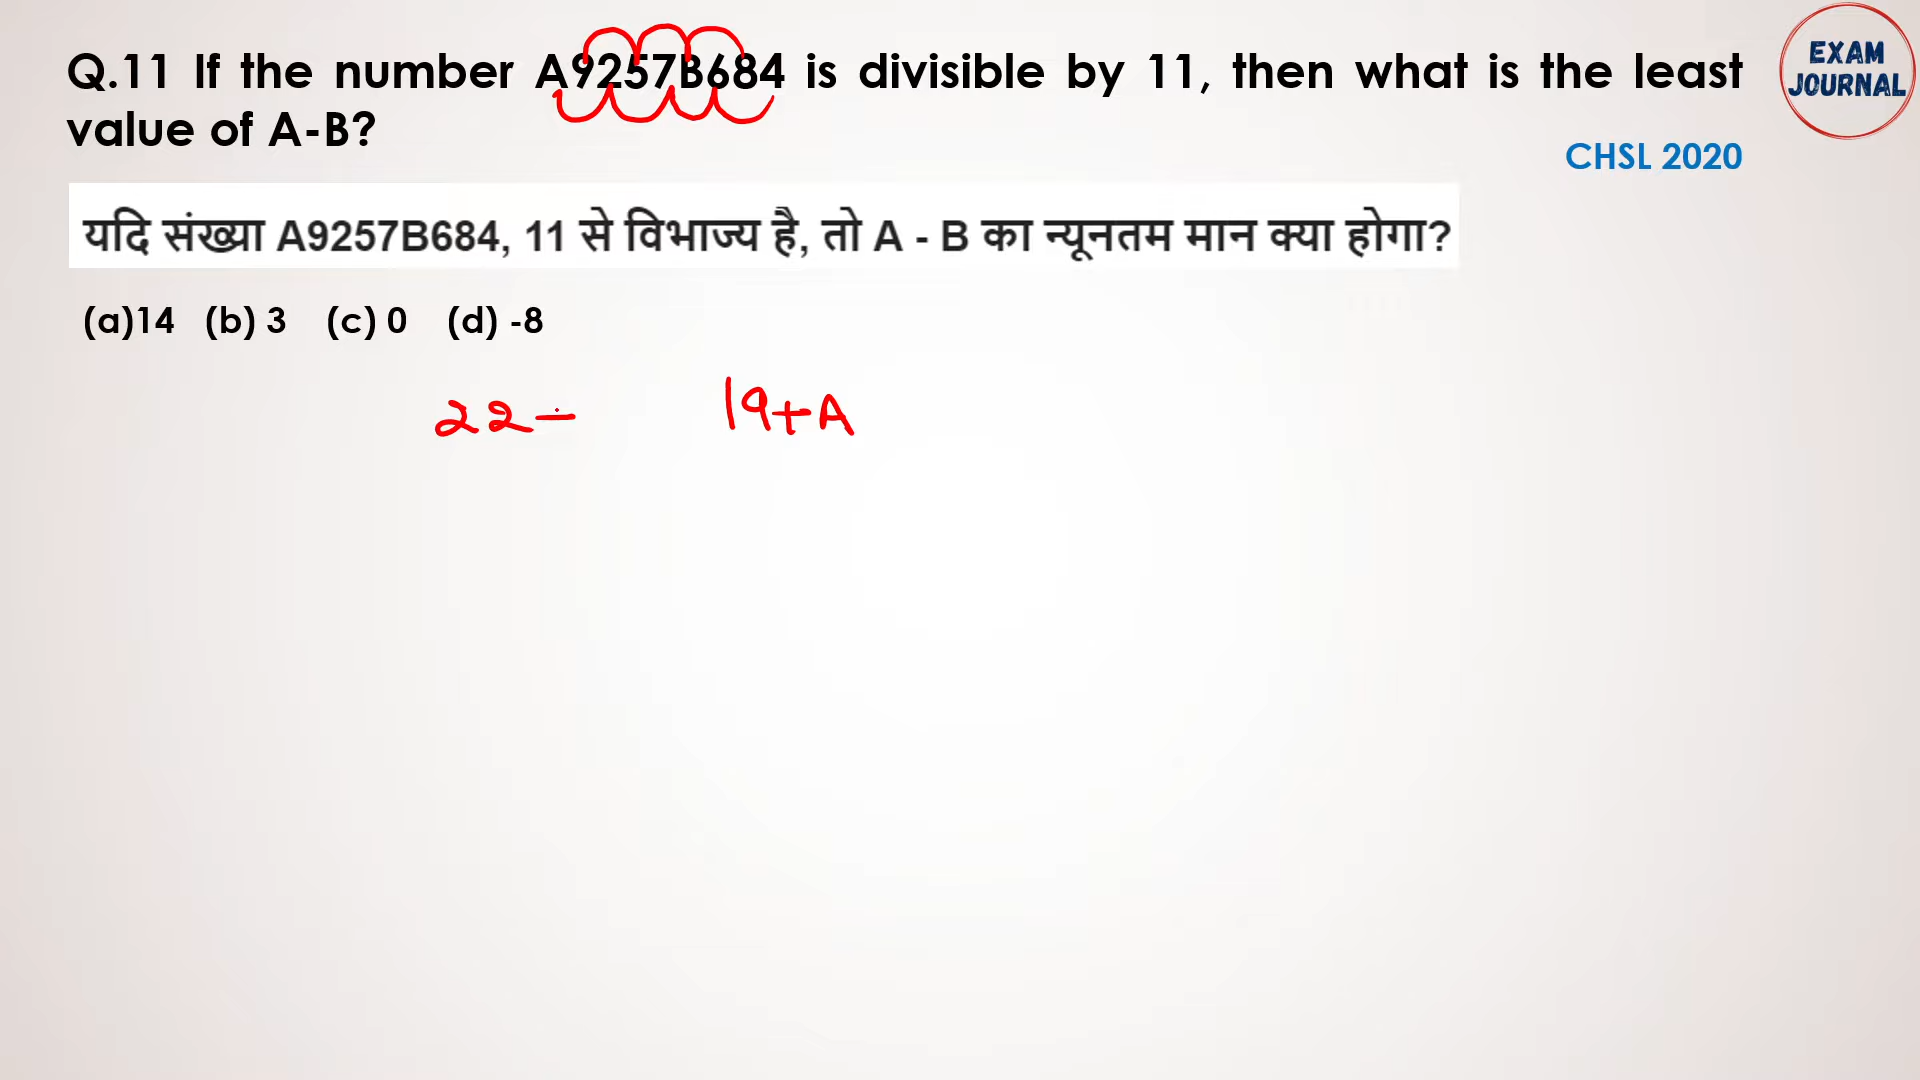 Q.11 If the number A9257B684 is divisible by 11, then what is the least
value of A-B?
EXAM
JOURNAL
CHSL 2020
यदि संख्या A9257B684, 11 से विभाज्य है, तो A - B का न्यूनतम मान क्या होगा?
(a)14 (b) 3 (c) 0 (d) -8
22 - 19+A